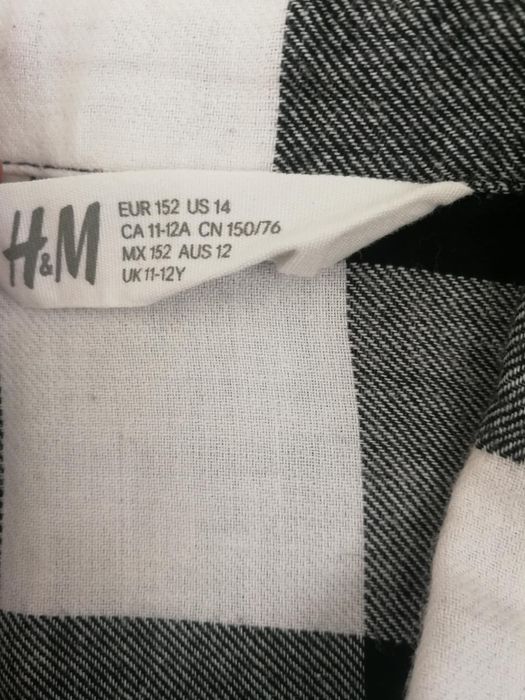 H&M
EUR 152 US 14
CA 11-12A CN 150/76
MX 152 AUS 12
UK 11-12Y